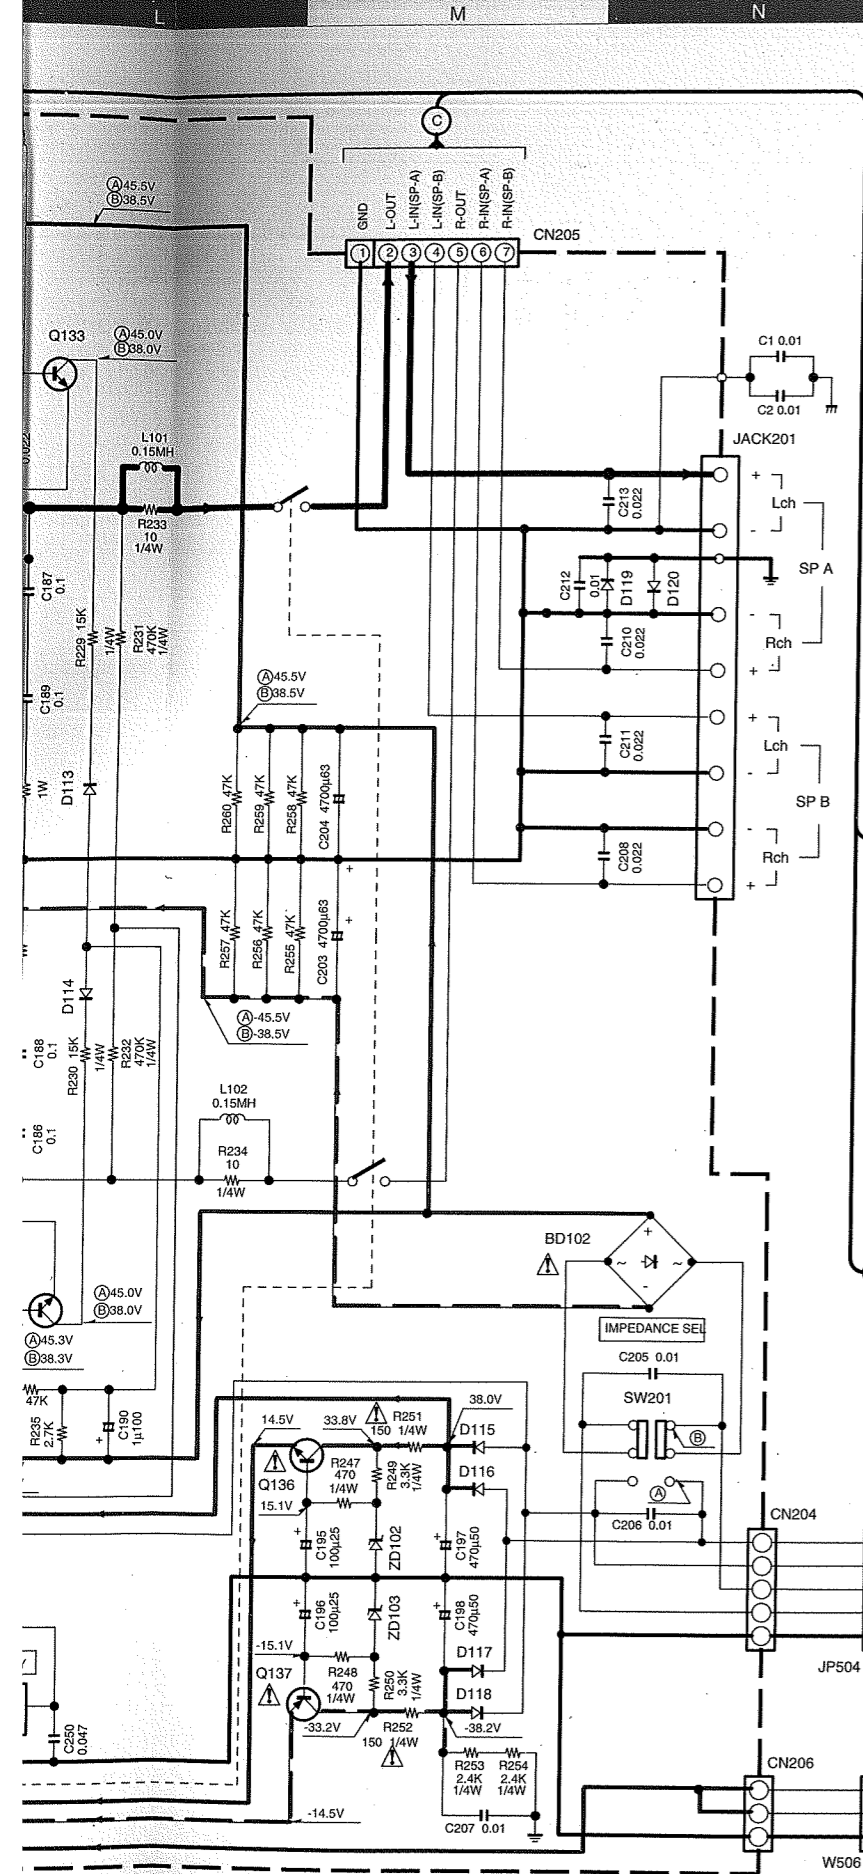 L
M
N
C
GND
L-OUT
L-IN(SP-A)
L-IN(SP-B)
R-OUT
R-IN(SP-A)
R-IN(SP-B)
CN205
1 2 3 4 5 6 7
Ⓐ45.5V
Ⓑ38.5V
Q133
Ⓐ45.0V
Ⓑ38.0V
C1 0.01
C2 0.01
JACK201
0.022
L101
0.15MH
R233
10
1/4W
C213
0.022
+
Lch
-
SP A
C212
0.01
D119
D120
-
Rch
+
C210
0.022
C187
0.1
R229 15K
1/4W
R231
470K
1/4W
C189
0.1
1W
D113
Ⓐ45.5V
Ⓑ38.5V
R260 47K
R259 47K
R258 47K
C204 4700µ63
+
C211
0.022
+
Lch
-
SP B
-
Rch
+
C208
0.022
R257 47K
R256 47K
R255 47K
C203 4700µ63
+
D114
Ⓐ-45.5V
Ⓑ-38.5V
C188
0.1
R230 15K
1/4W
R232
470K
1/4W
C186
0.1
L102
0.15MH
R234
10
1/4W
BD102
+
~
~
-
IMPEDANCE SEL
Ⓐ45.0V
Ⓑ38.0V
Ⓐ45.3V
Ⓑ38.3V
47K
R235
2.7K
C190
1µ100
+
C205 0.01
SW201
Ⓑ
Ⓐ
C206 0.01
CN204
14.5V
33.8V
R251
150 1/4W
38.0V
D115
D116
Q136
R247
470
1/4W
R249
3.3K
1/4W
15.1V
+
C195
100µ25
ZD102
+
C197
470µ50
+
C196
100µ25
ZD103
+
C198
470µ50
-15.1V
Q137
R248
470
1/4W
R250
3.3K
1/4W
D117
D118
-33.2V
R252
150 1/4W
-38.2V
R253
2.4K
1/4W
R254
2.4K
1/4W
C207 0.01
-14.5V
C250
0.047
JP504
CN206
W506